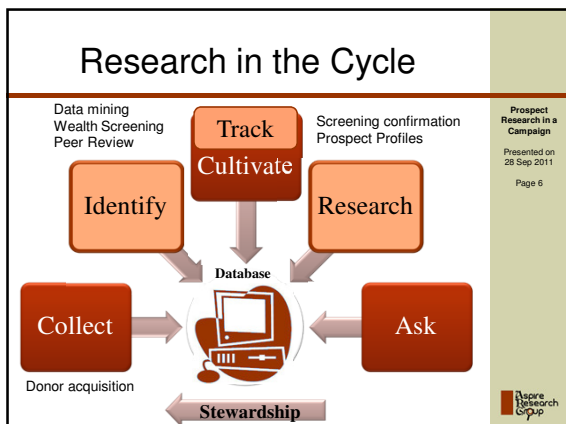 Research in the Cycle
Data mining
Wealth Screening
Peer Review
Track
Cultivate
Screening confirmation
Prospect Profiles
Identify
Research
Database
Collect
Ask
Donor acquisition
Stewardship
Prospect
Research in a
Campaign
Presented on
28 Sep 2011
Page 6
Aspire
Research
Group